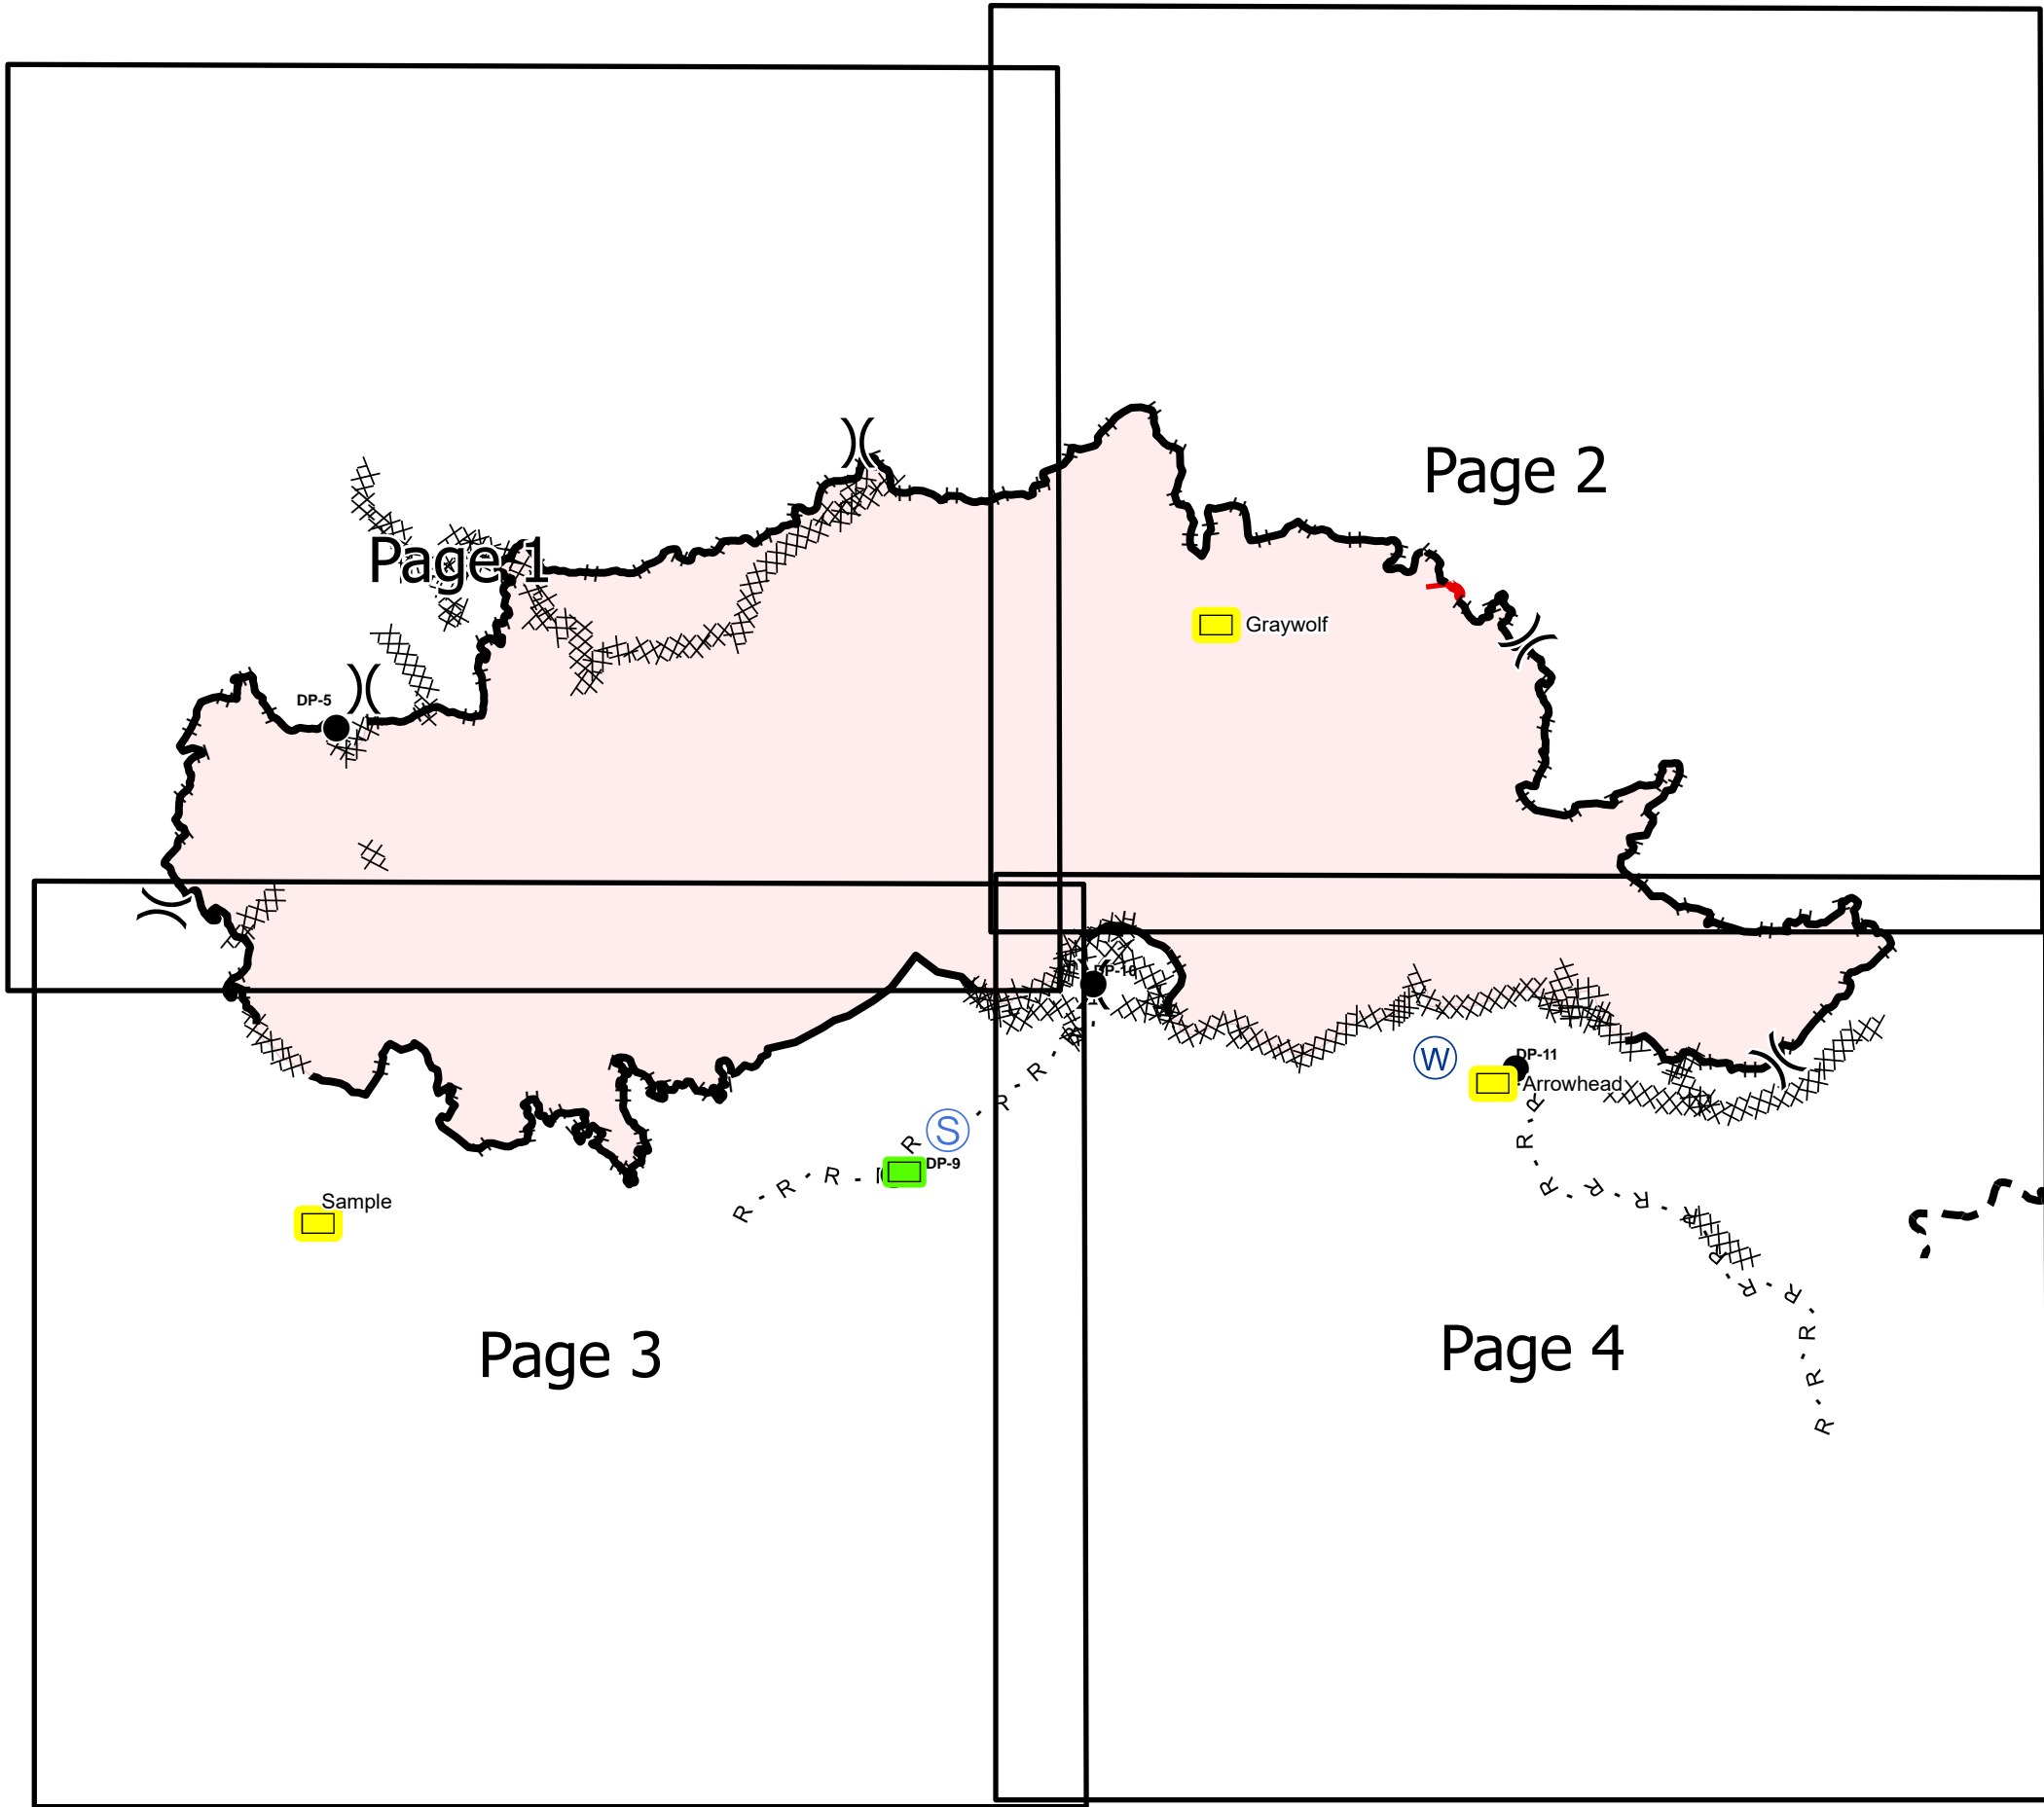 Page 2
Page 1
Graywolf
DP-5
DP-10
W
DP-11
Arrowhead
S
DP-9
Sample
R - R - R - R
R - R - R - R
R - R - R - R - R - R - R - R - R - R - R - R
Page 3
Page 4